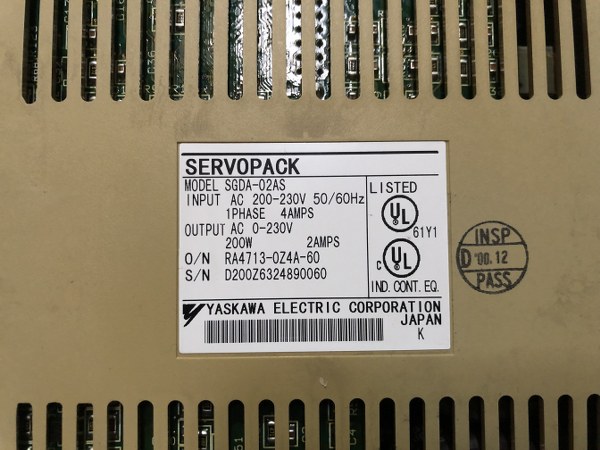 SERVOPACK
MODEL SGDA-02AS
INPUT AC 200-230V 50/60Hz
1PHASE 4AMPS
OUTPUT AC 0-230V
200W 2AMPS
O/N RA4713-0Z4A-60
S/N D200Z6324890060
LISTED
UL
61Y1
C UL
IND. CONT. EQ.
YASKAWA ELECTRIC CORPORATION
JAPAN
K
INSP
D '00.12
PASS